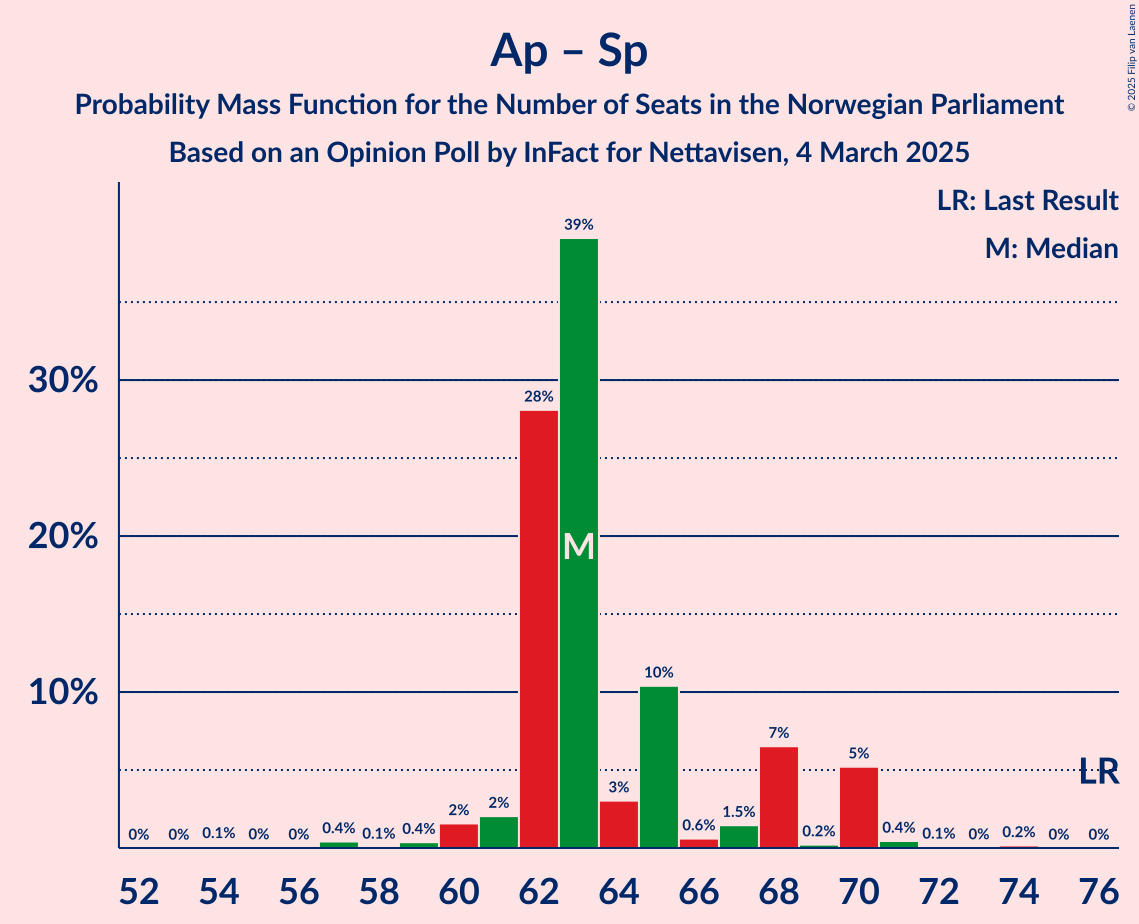 Ap – Sp
Probability Mass Function for the Number of Seats in the Norwegian Parliament
Based on an Opinion Poll by InFact for Nettavisen, 4 March 2025
© 2025 Filip van Laenen
LR: Last Result
M: Median
30%
20%
10%
0% 0% 0.1% 0% 0% 0.4% 0.1% 0.4% 2% 2% 28% 39% 3% 10% 0.6% 1.5% 7% 0.2% 5% 0.4% 0.1% 0% 0.2% 0% 0%
M
LR
52 54 56 58 60 62 64 66 68 70 72 74 76